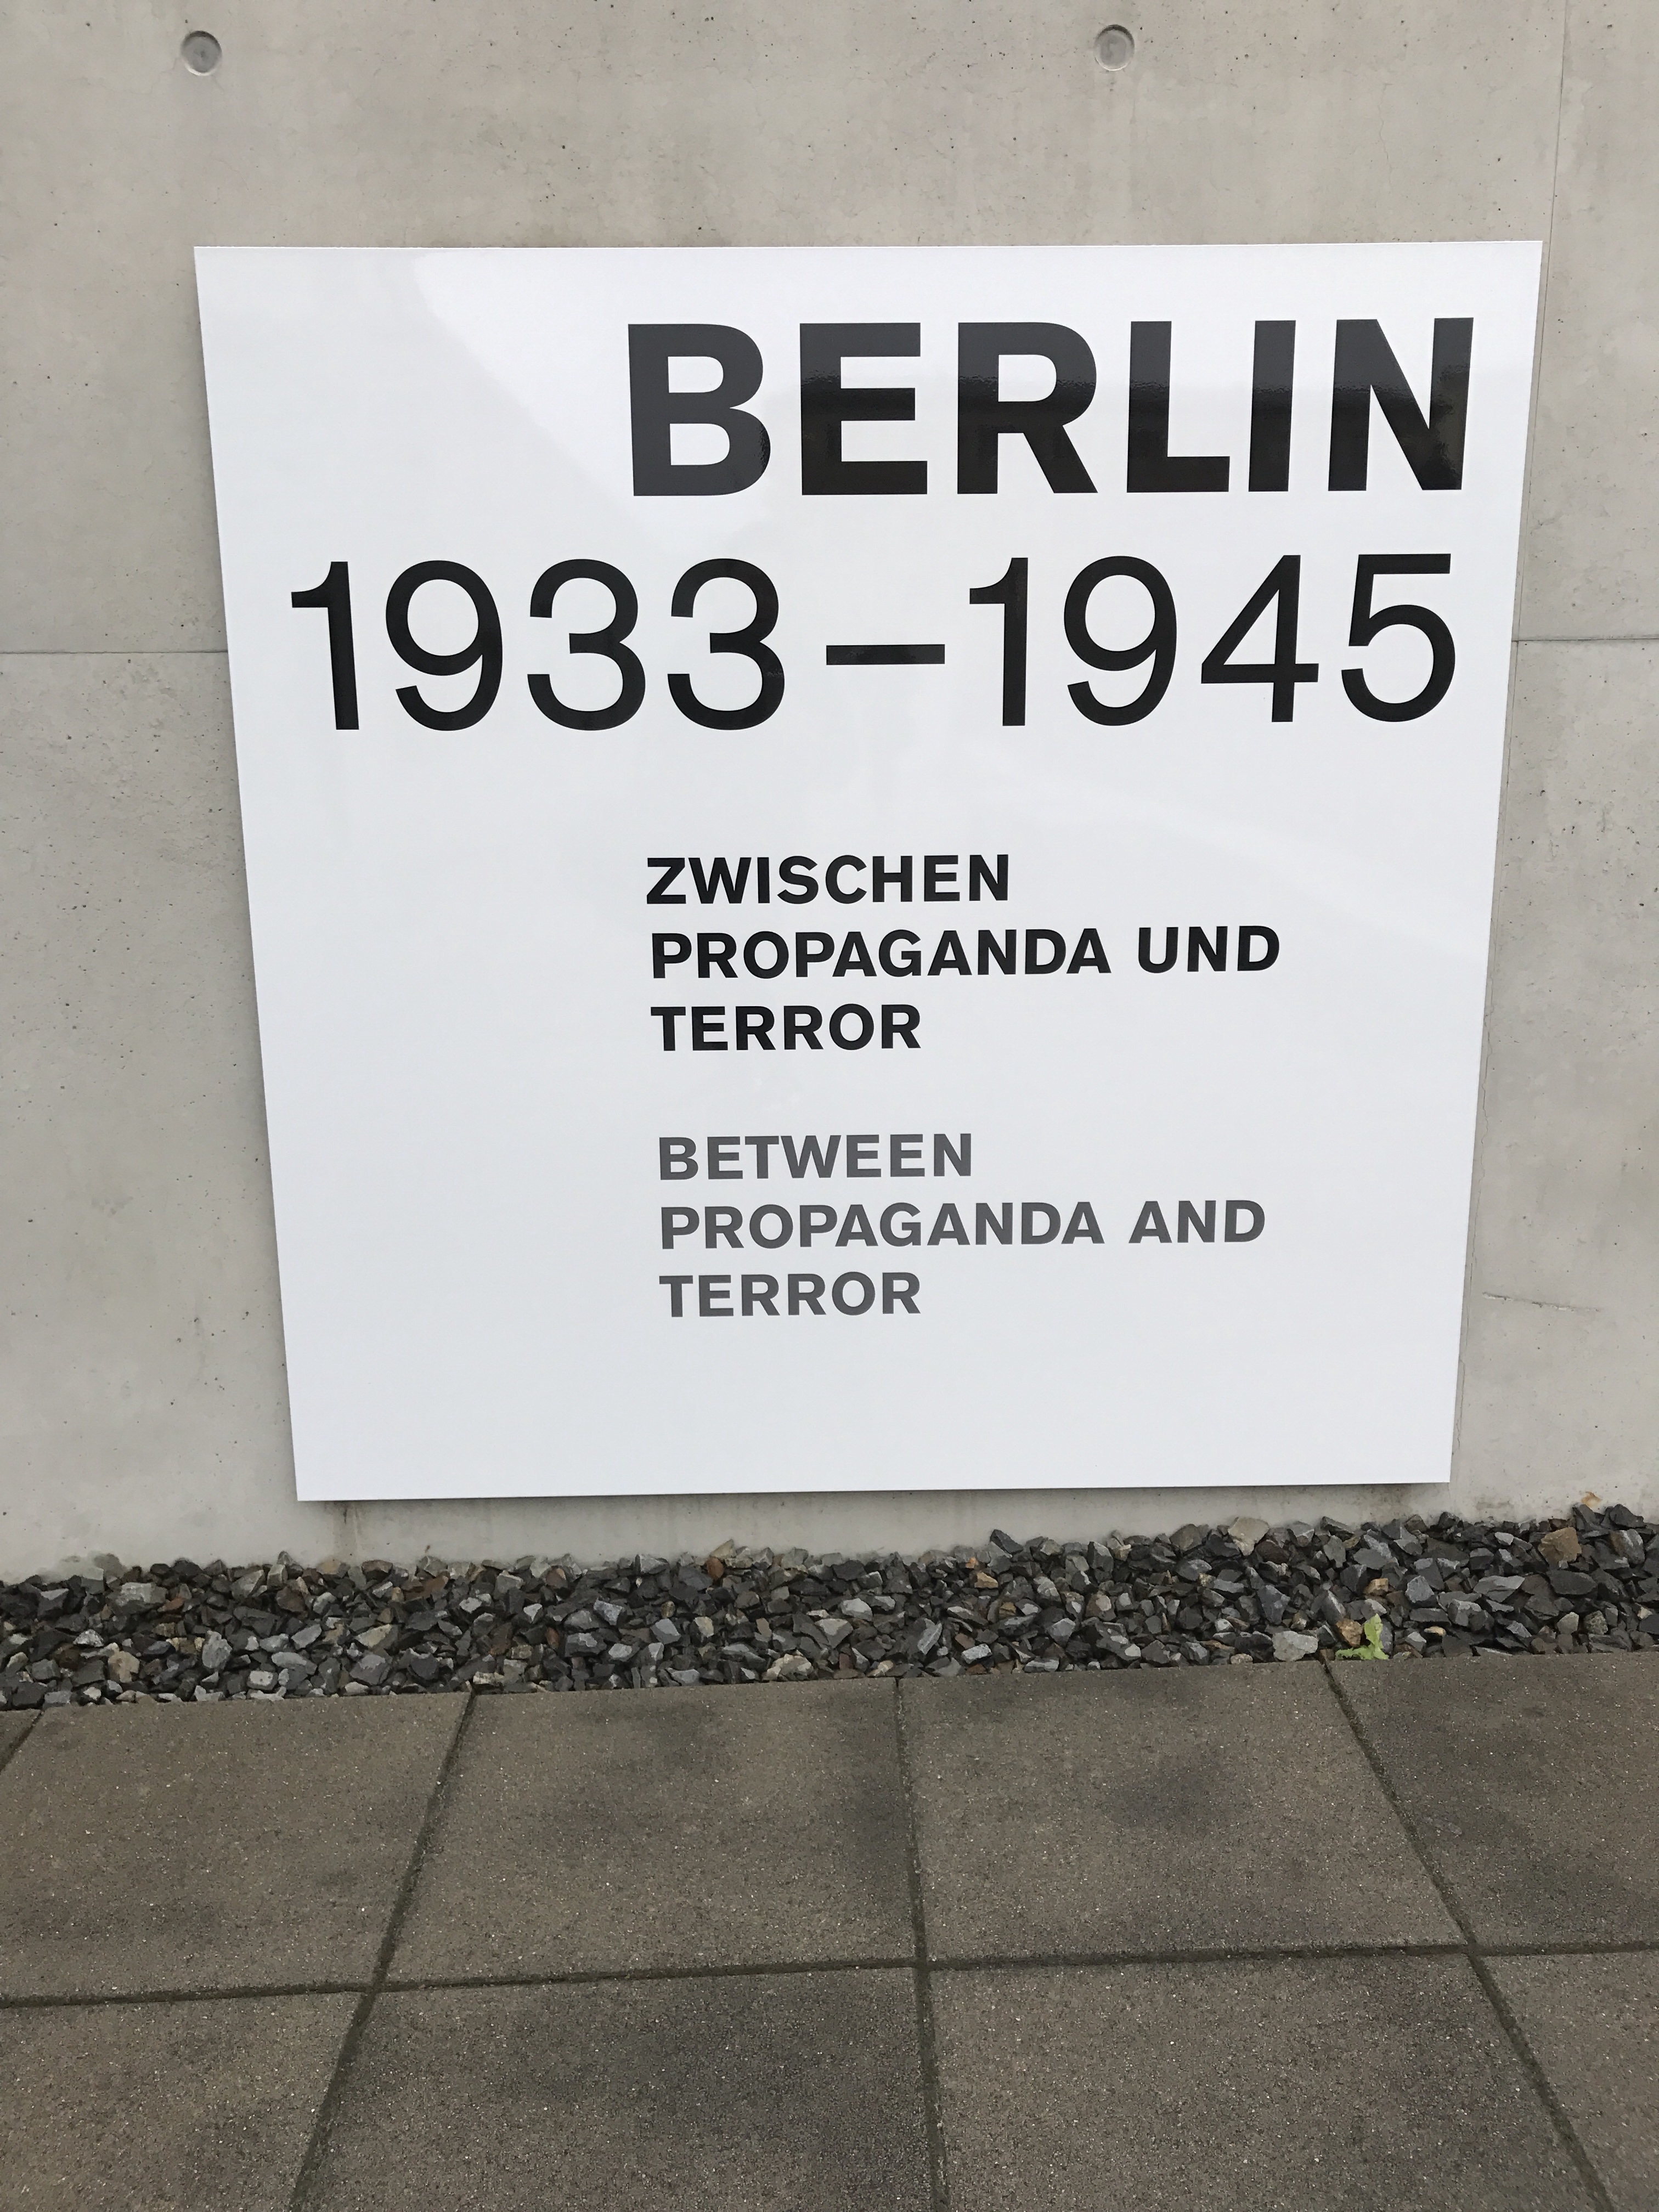 BERLIN
1933–1945
ZWISCHEN
PROPAGANDA UND
TERROR
BETWEEN
PROPAGANDA AND
TERROR